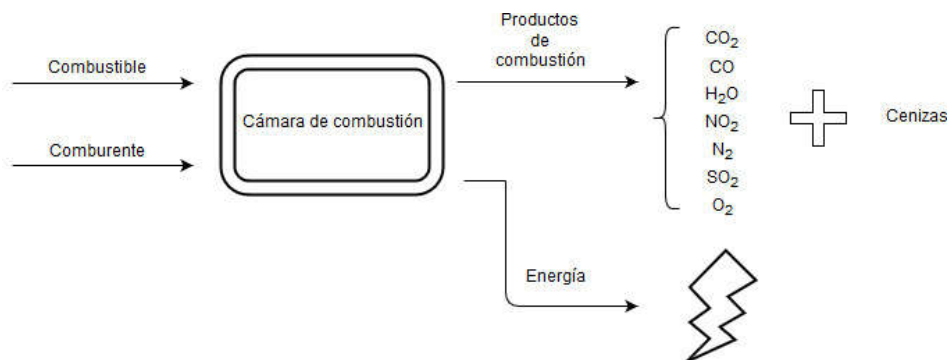 Combustible
Comburente
Cámara de combustión
Productos
de
combustión
CO₂
CO
H₂O
NO₂
N₂
SO₂
O₂
Cenizas
Energía